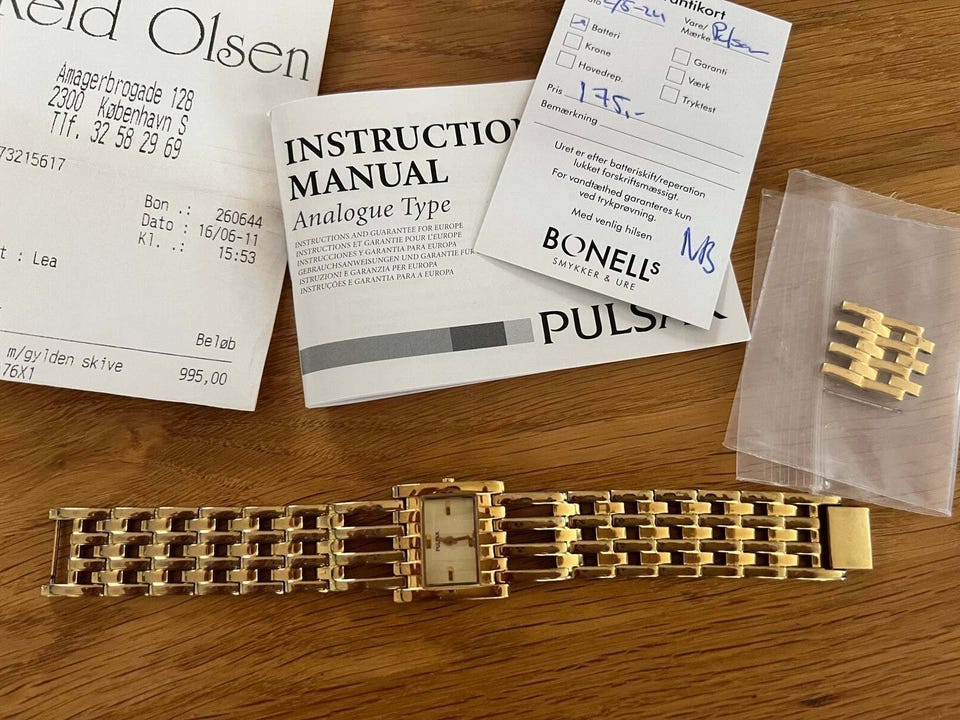 Keld Olsen
Amagerbrogade 128
2300 København S
Tlf. 32 58 29 69
73215617
Bon .: 260644
Dato : 16/06-11
Kl. .: 15:53
: Lea
Beløb
m/gylden skive
76X1 995,00
INSTRUCTIO
MANUAL
Analogue Type
INSTRUCTIONS AND GUARANTEE FOR EUROPE
INSTRUCTIONS ET GARANTIE POUR L'EUROPE
INSTRUCCIONES Y GARANTIA PARA EUROPA
GEBRAUCHSANWEISUNGEN UND GARANTIE FÜR
ISTRUZIONI E GARANZIA PER EUROPA
INSTRUÇÕES E GARANTIA PARA A EUROPA
PULSAR
antikort
Vare/
Mærke Pulsar
Batteri
Krone
Hovedrep.
Garanti
Værk
Tryktest
Pris 175,-
Bemærkning
Uret er efter batteriskift/reperation
lukket forskriftsmæssigt.
For vandtæthed garanteres kun
ved trykprøvning.
Med venlig hilsen
BONELLs
SMYKKER & URE
MB
PULSAR